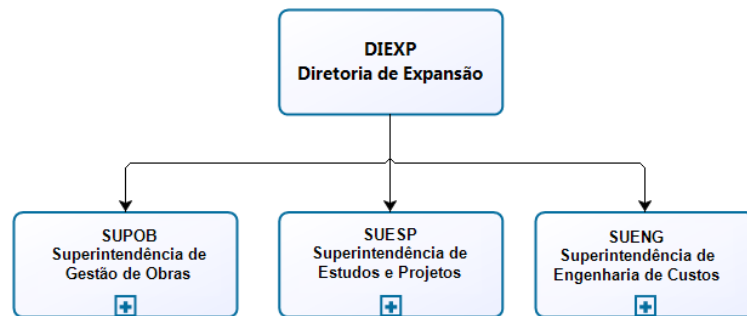 DIEXP
Diretoria de Expansão
SUPOB
Superintendência de
Gestão de Obras
SUESP
Superintendência de
Estudos e Projetos
SUENG
Superintendência de
Engenharia de Custos